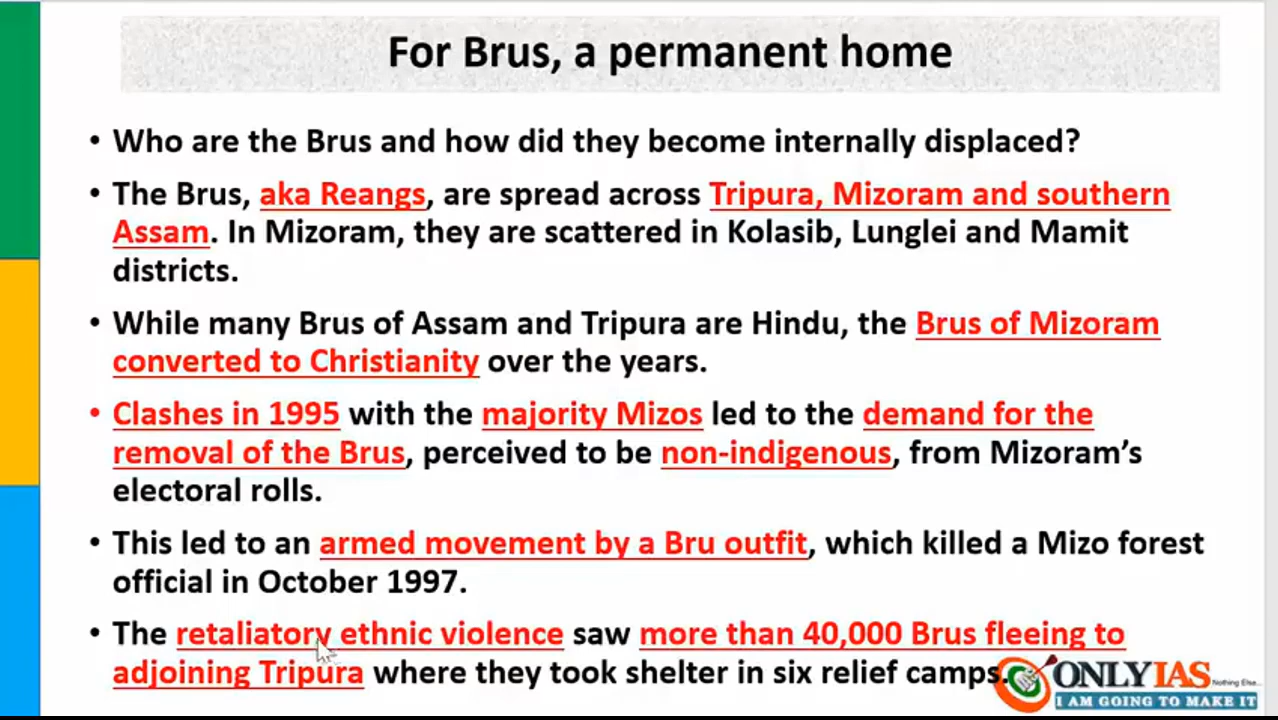 For Brus, a permanent home
• Who are the Brus and how did they become internally displaced?
• The Brus, aka Reangs, are spread across Tripura, Mizoram and southern
Assam. In Mizoram, they are scattered in Kolasib, Lunglei and Mamit
districts.
• While many Brus of Assam and Tripura are Hindu, the Brus of Mizoram
converted to Christianity over the years.
• Clashes in 1995 with the majority Mizos led to the demand for the
removal of the Brus, perceived to be non-indigenous, from Mizoram’s
electoral rolls.
• This led to an armed movement by a Bru outfit, which killed a Mizo forest
official in October 1997.
• The retaliatory ethnic violence saw more than 40,000 Brus fleeing to
adjoining Tripura where they took shelter in six relief camps.
ONLY IAS Nothing Else...
I AM GOING TO MAKE IT